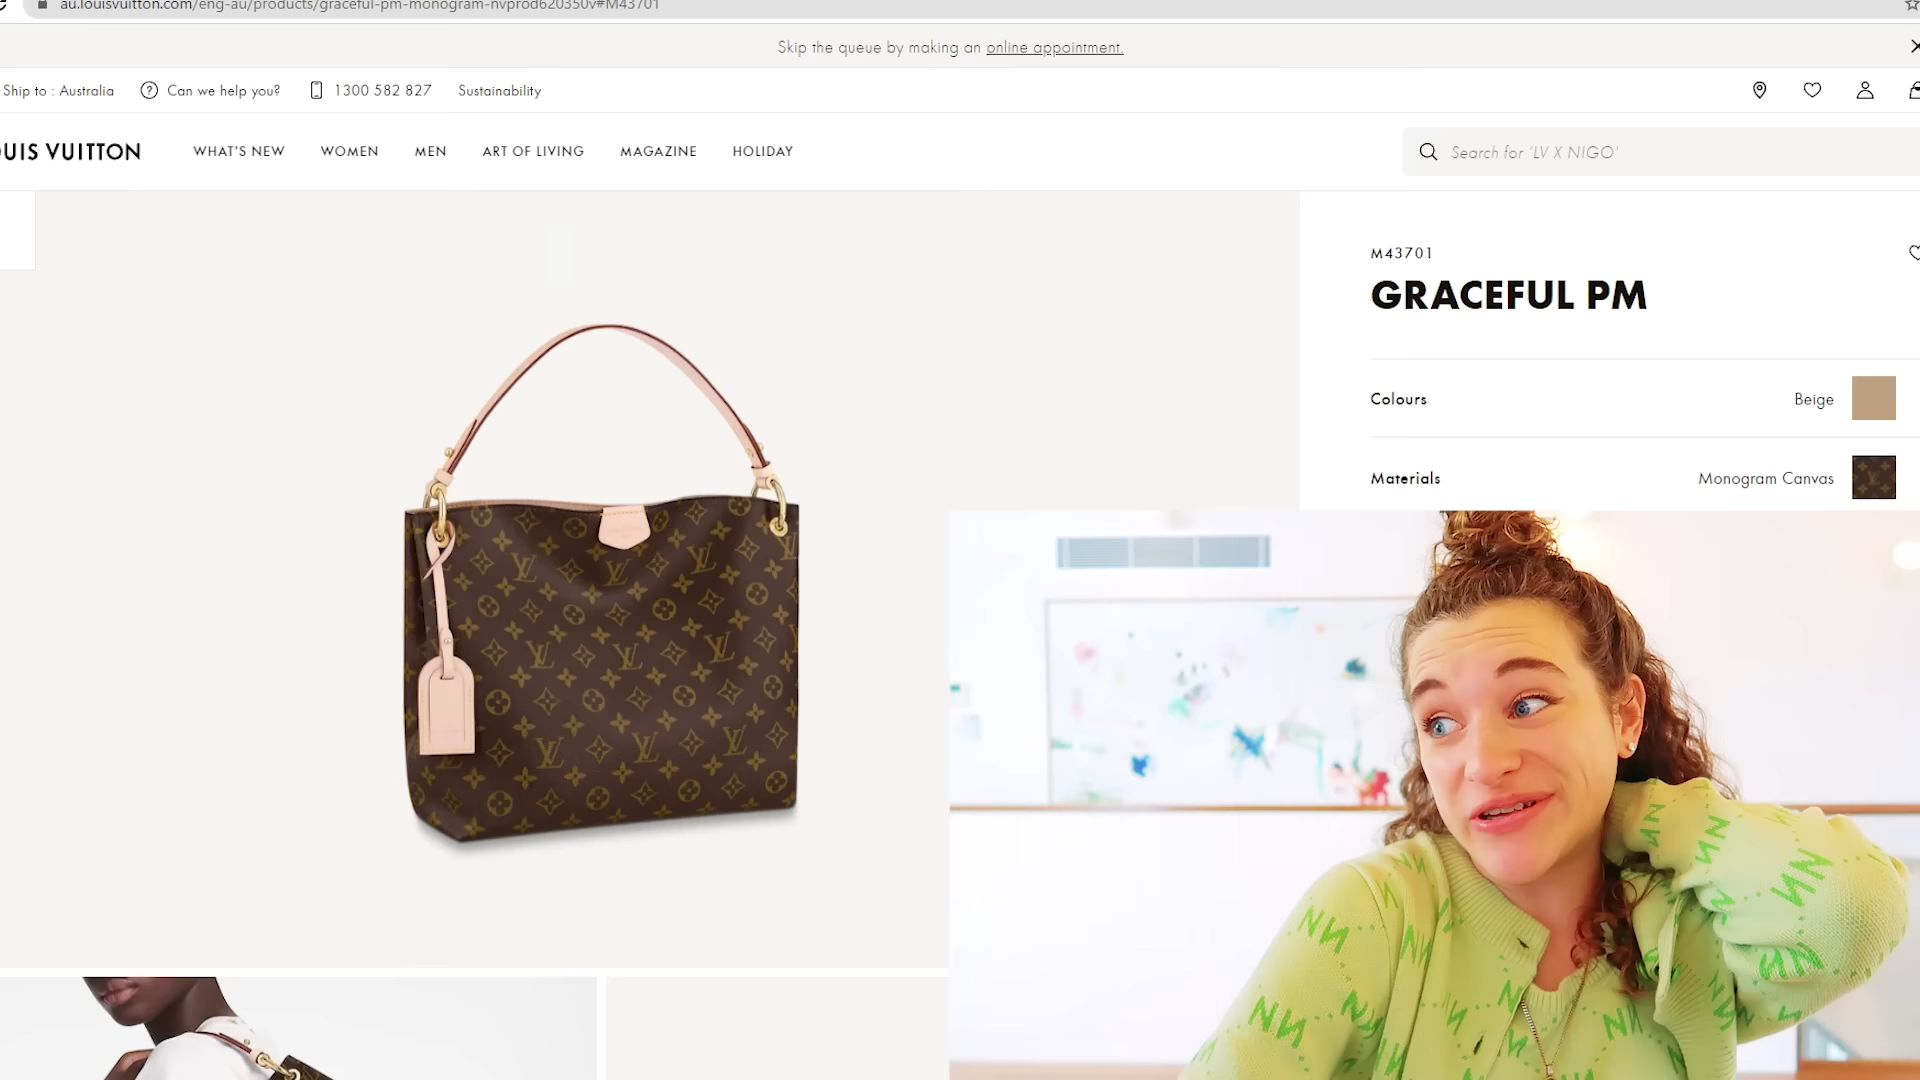 au.louisvuitton.com/eng-au/products/graceful-pm-monogram-nvprod620350v#M43701
Skip the queue by making an online appointment.
Ship to : Australia
Can we help you?
1300 582 827
Sustainability
OUIS VUITTON
WHAT'S NEW
WOMEN
MEN
ART OF LIVING
MAGAZINE
HOLIDAY
Search for 'LV X NIGO'
M43701
GRACEFUL PM
Colours
Beige
Materials
Monogram Canvas